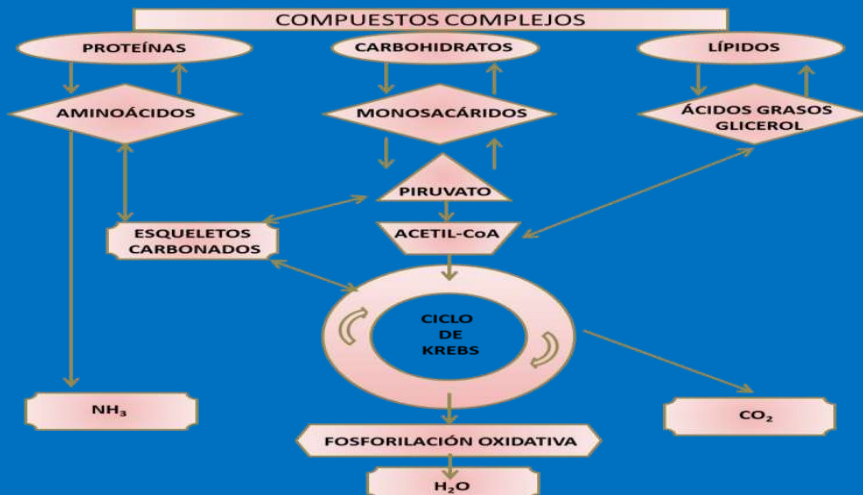 COMPUESTOS COMPLEJOS
PROTEÍNAS
CARBOHIDRATOS
LÍPIDOS
AMINOÁCIDOS
MONOSACÁRIDOS
ÁCIDOS GRASOS
GLICEROL
PIRUVATO
ESQUELETOS
CARBONADOS
ACETIL-CoA
CICLO
DE
KREBS
NH₃
CO₂
FOSFORILACIÓN OXIDATIVA
H₂O